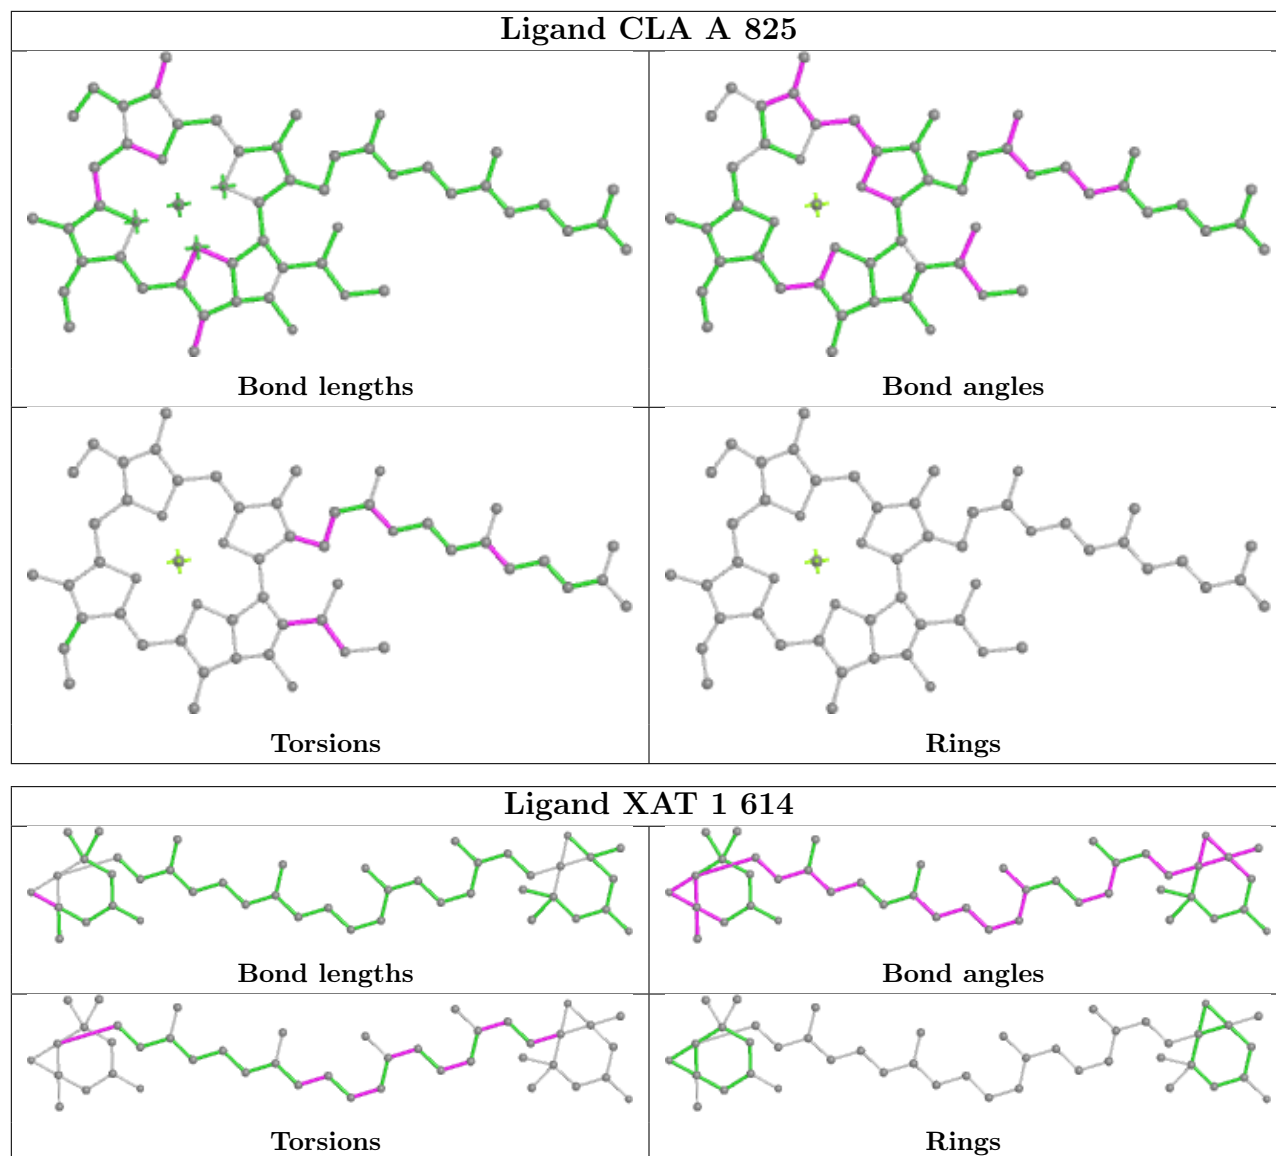 Ligand CLA A 825
Bond lengths
Bond angles
Torsions
Rings
Ligand XAT 1 614
Bond lengths
Bond angles
Torsions
Rings